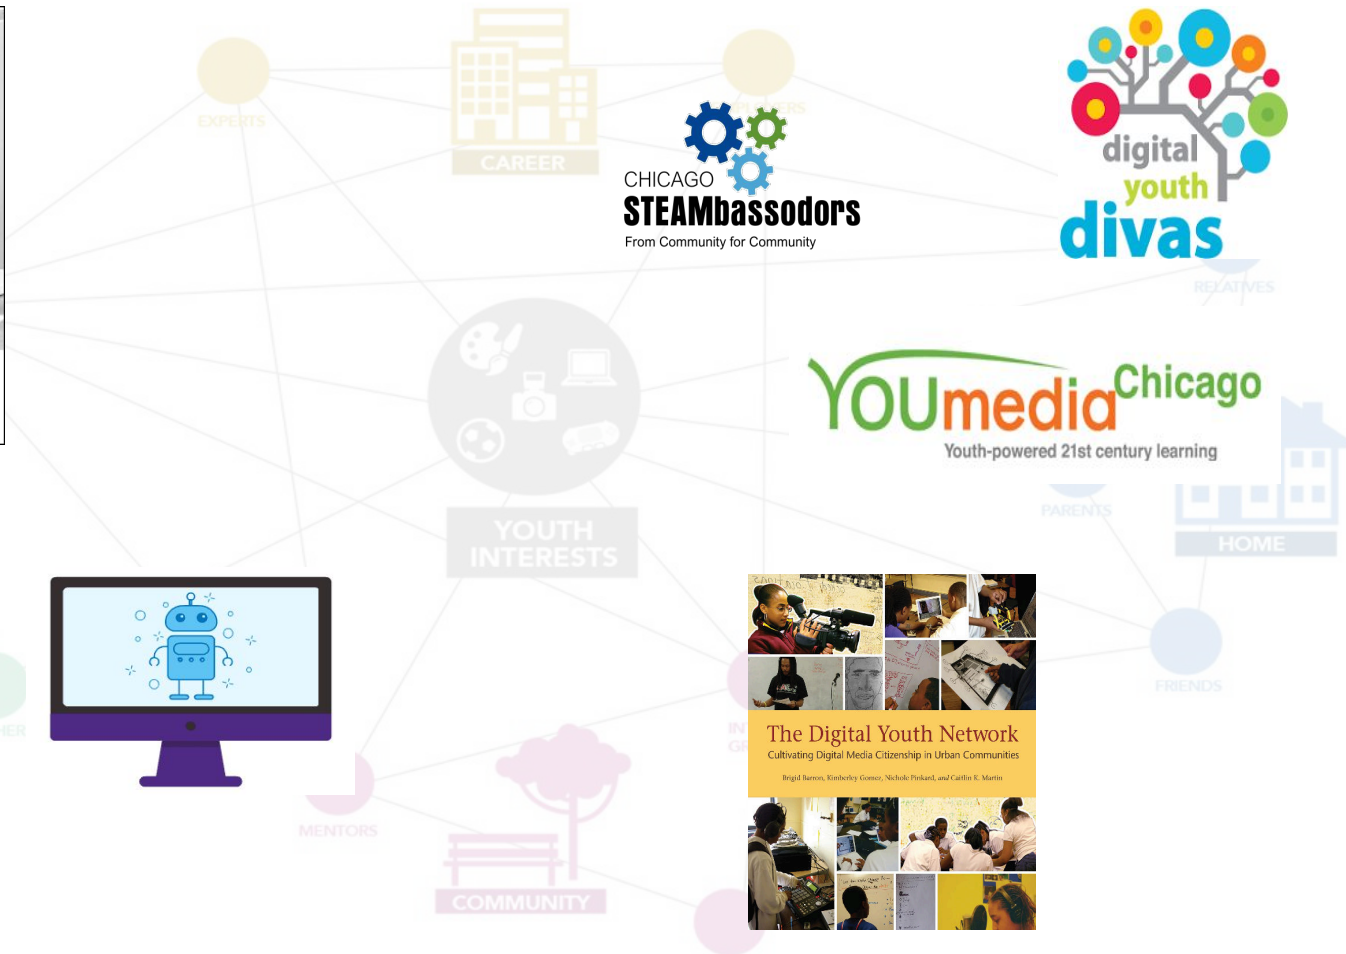 EXPERTS
CAREER
CHICAGO
STEAMbassodors
From Community for Community
digital
youth
divas
RELATIVES
YOUmediaChicago
Youth-powered 21st century learning
PARENTS
HOME
YOUTH
INTERESTS
FRIENDS
The Digital Youth Network
Cultivating Digital Media Citizenship in Urban Communities
Brigid Barron, Kimberley Gomez, Nichole Pinkard, and Caitlin K. Martin
MENTORS
COMMUNITY